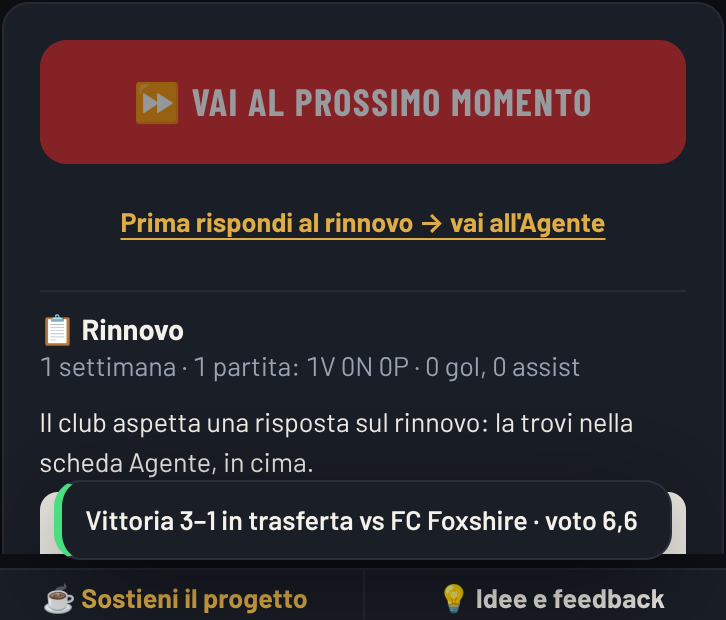 ⏩ VAI AL PROSSIMO MOMENTO
Prima rispondi al rinnovo → vai all'Agente
📋 Rinnovo
1 settimana · 1 partita: 1V 0N 0P · 0 gol, 0 assist
Il club aspetta una risposta sul rinnovo: la trovi nella
scheda Agente, in cima.
Vittoria 3–1 in trasferta vs FC Foxshire · voto 6,6
☕ Sostieni il progetto
💡 Idee e feedback